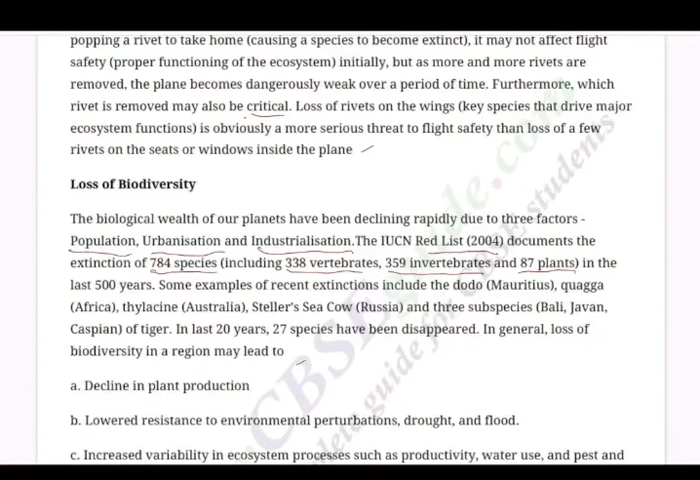 popping a rivet to take home (causing a species to become extinct), it may not affect flight
safety (proper functioning of the ecosystem) initially, but as more and more rivets are
removed, the plane becomes dangerously weak over a period of time. Furthermore, which
rivet is removed may also be critical. Loss of rivets on the wings (key species that drive major
ecosystem functions) is obviously a more serious threat to flight safety than loss of a few
rivets on the seats or windows inside the plane
Loss of Biodiversity
The biological wealth of our planets have been declining rapidly due to three factors -
Population, Urbanisation and Industrialisation.The IUCN Red List (2004) documents the
extinction of 784 species (including 338 vertebrates, 359 invertebrates and 87 plants) in the
last 500 years. Some examples of recent extinctions include the dodo (Mauritius), quagga
(Africa), thylacine (Australia), Steller's Sea Cow (Russia) and three subspecies (Bali, Javan,
Caspian) of tiger. In last 20 years, 27 species have been disappeared. In general, loss of
biodiversity in a region may lead to
a. Decline in plant production
b. Lowered resistance to environmental perturbations, drought, and flood.
c. Increased variability in ecosystem processes such as productivity, water use, and pest and
CBSEguide.com
guide for CBSE students